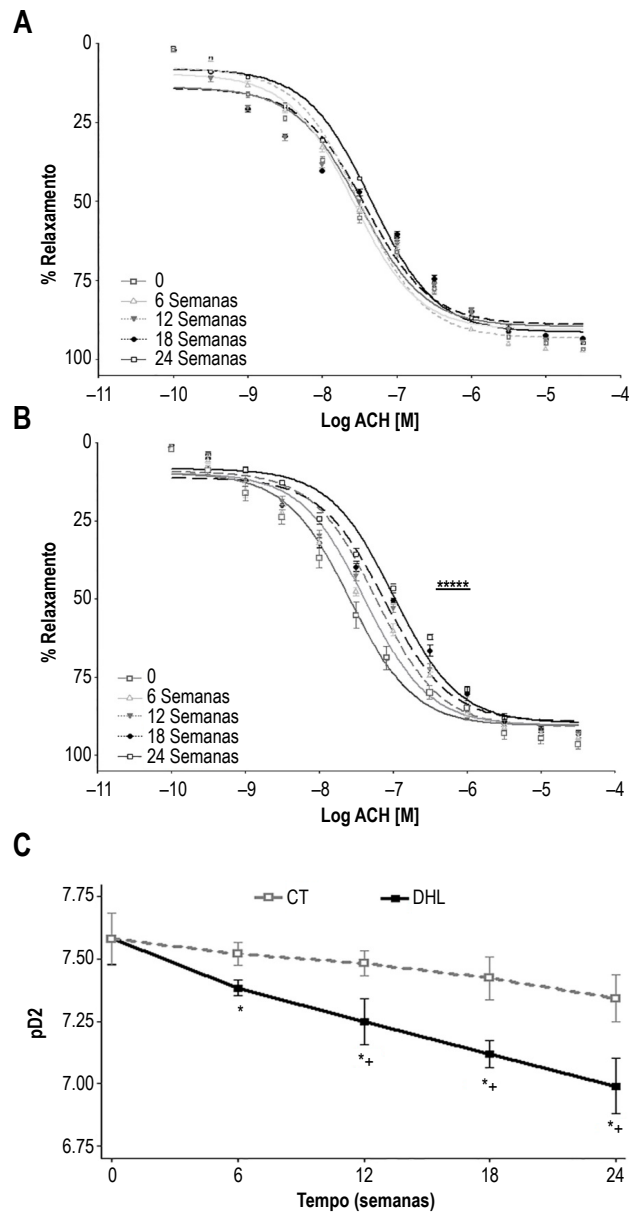 A
0
25
50
75
100
% Relaxamento
0
6 Semanas
12 Semanas
18 Semanas
24 Semanas
–11
–10
–9
–8
–7
–6
–5
–4
Log ACH [M]
B
0
25
50
75
100
% Relaxamento
*****
0
6 Semanas
12 Semanas
18 Semanas
24 Semanas
–11
–10
–9
–8
–7
–6
–5
–4
Log ACH [M]
C
7.75
7.50
7.25
7.00
6.75
pD2
CT
DHL
*
*+
*+
*+
0
6
12
18
24
Tempo (semanas)